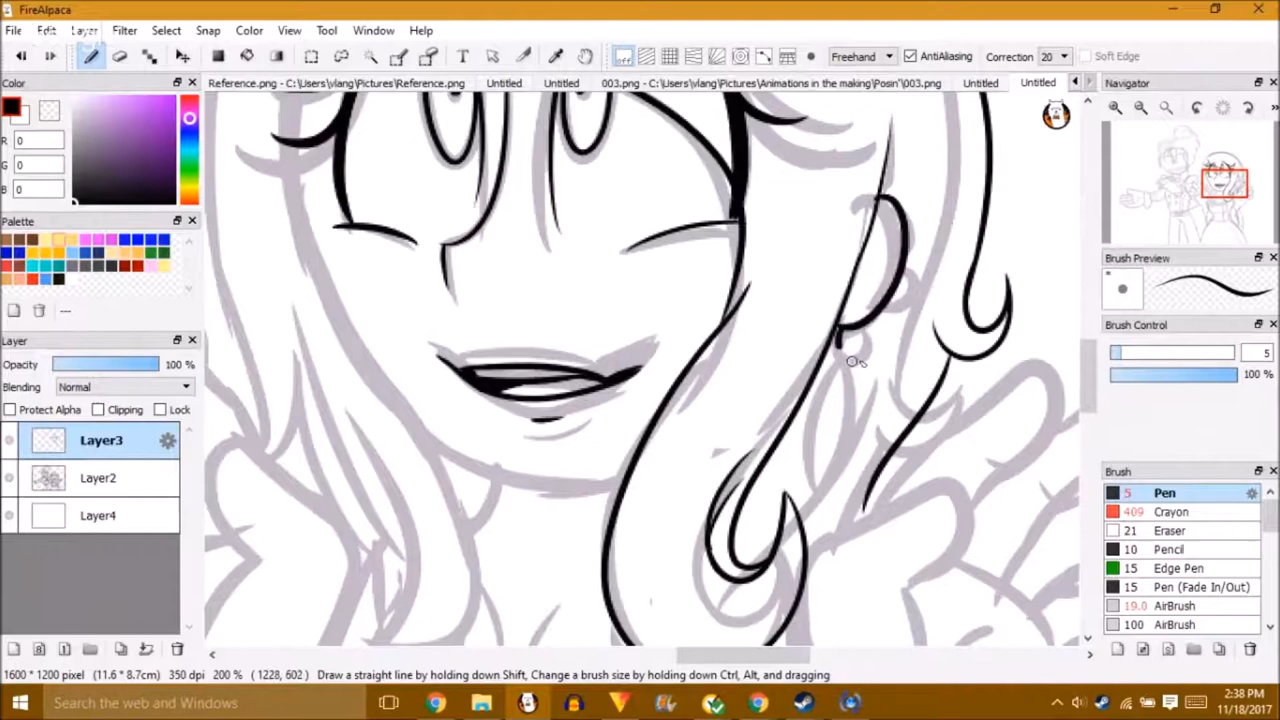 FireAlpaca
File Edit Layer Filter Select Snap Color View Tool Window Help
off Freehand AntiAliasing Correction 20 Soft Edge
Color
Reference.png - C:\Users\vlang\Pictures\Reference.png Untitled Untitled 003.png - C:\Users\vlang\Pictures\Animations in the making\Posin"\003.png Untitled Untitled
Navigator
R 0
G 0
B 0
Palette
---
Brush Preview
Brush Control
5
100 %
Layer
Opacity 100 %
Blending Normal
Protect Alpha Clipping Lock
Layer3
Layer2
Layer4
Brush
5 Pen
409 Crayon
21 Eraser
10 Pencil
15 Edge Pen
15 Pen (Fade In/Out)
19.0 AirBrush
100 AirBrush
1600 * 1200 pixel (11.6 * 8.7cm) 350 dpi 200 % (1228, 602) Draw a straight line by holding down Shift, Change a brush size by holding down Ctrl, Alt, and dragging
Search the web and Windows
2:38 PM
11/18/2017